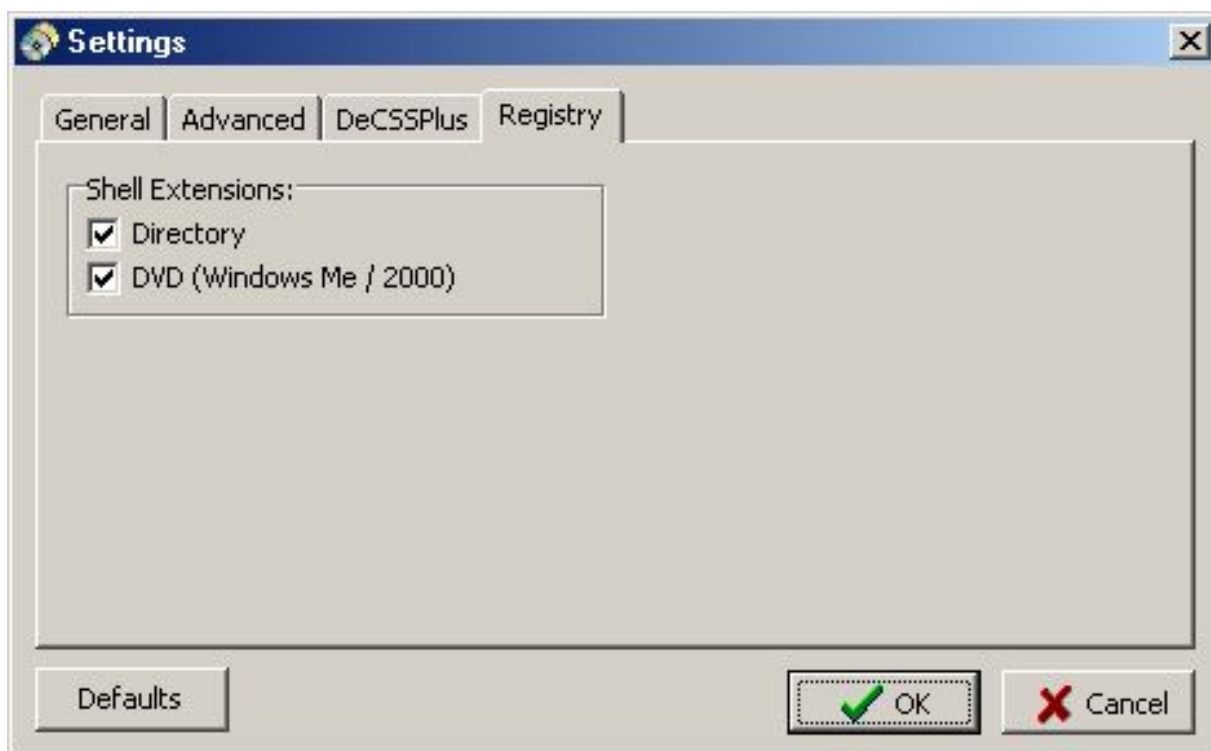 Settings
General Advanced DeCSSPlus Registry
Shell Extensions:
Directory
DVD (Windows Me / 2000)
Defaults OK Cancel